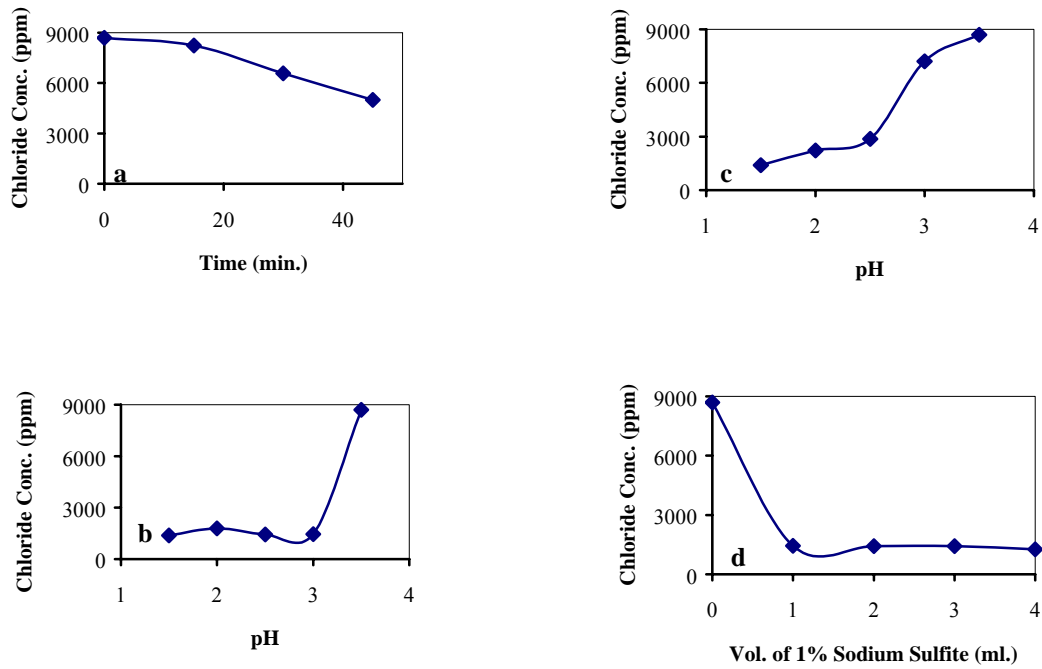 Chloride Conc. (ppm)
9000
6000
3000
0
a
0
20
40
Time (min.)
Chloride Conc. (ppm)
9000
6000
3000
0
c
1
2
3
4
pH
Chloride Conc. (ppm)
9000
6000
3000
0
b
1
2
3
4
pH
Chloride Conc. (ppm)
9000
6000
3000
0
d
0
1
2
3
4
Vol. of 1% Sodium Sulfite (ml.)